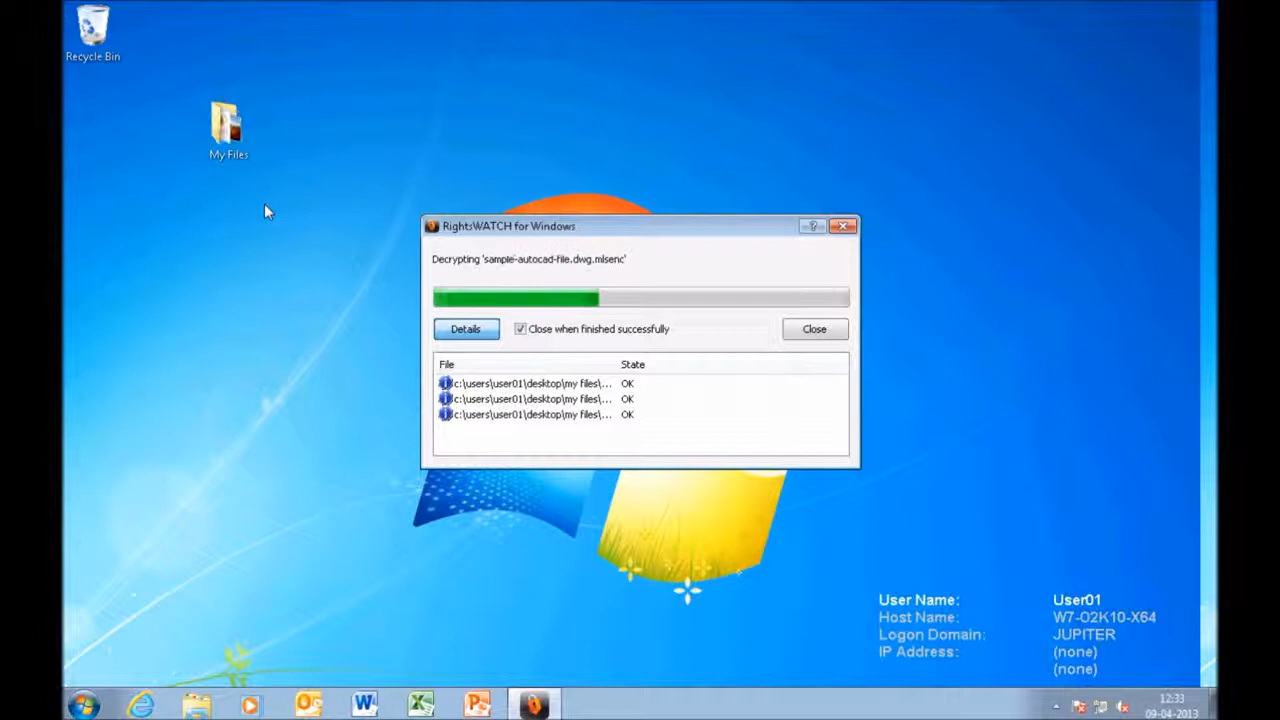 Recycle Bin
My Files
RightsWATCH for Windows
Decrypting 'sample-autocad-file.dwg.mlsenc'
Details
Close when finished successfully
Close
File State
c:\users\user01\desktop\my files\... OK
c:\users\user01\desktop\my files\... OK
c:\users\user01\desktop\my files\... OK
User Name: User01
Host Name: W7-O2K10-X64
Logon Domain: JUPITER
IP Address: (none)
(none)
12:33
09-04-2013